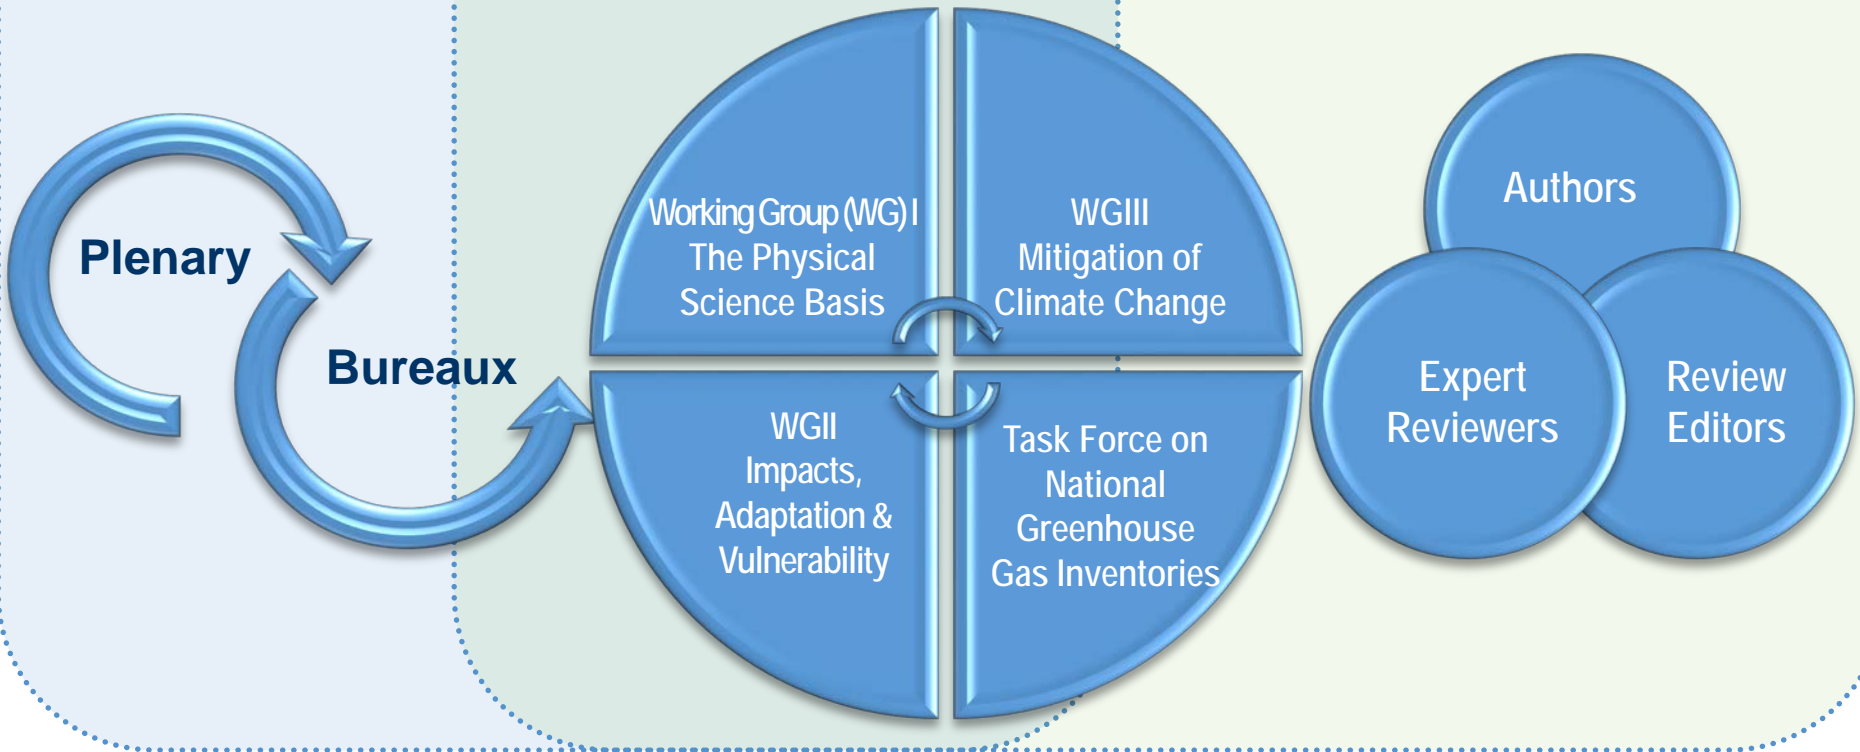 Plenary
Bureaux
Working Group (WG) I
The Physical
Science Basis
WGIII
Mitigation of
Climate Change
WGII
Impacts,
Adaptation &
Vulnerability
Task Force on
National
Greenhouse
Gas Inventories
Authors
Expert
Reviewers
Review
Editors